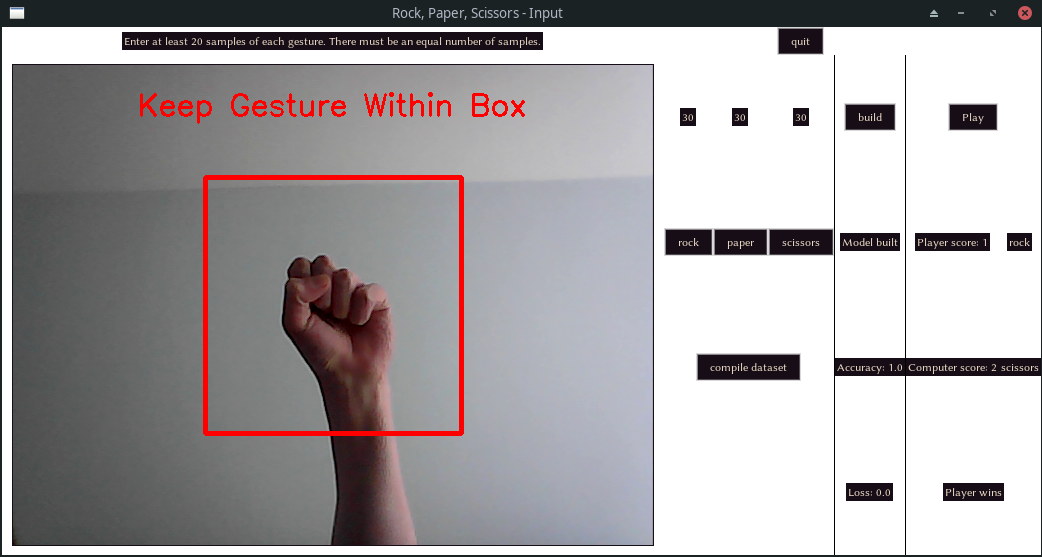 Rock, Paper, Scissors - Input
Enter at least 20 samples of each gesture. There must be an equal number of samples.
quit
Keep Gesture Within Box
30 30 30
build
Play
rock paper scissors
Model built
Player score: 1 rock
compile dataset
Accuracy: 1.0
Computer score: 2 scissors
Loss: 0.0
Player wins